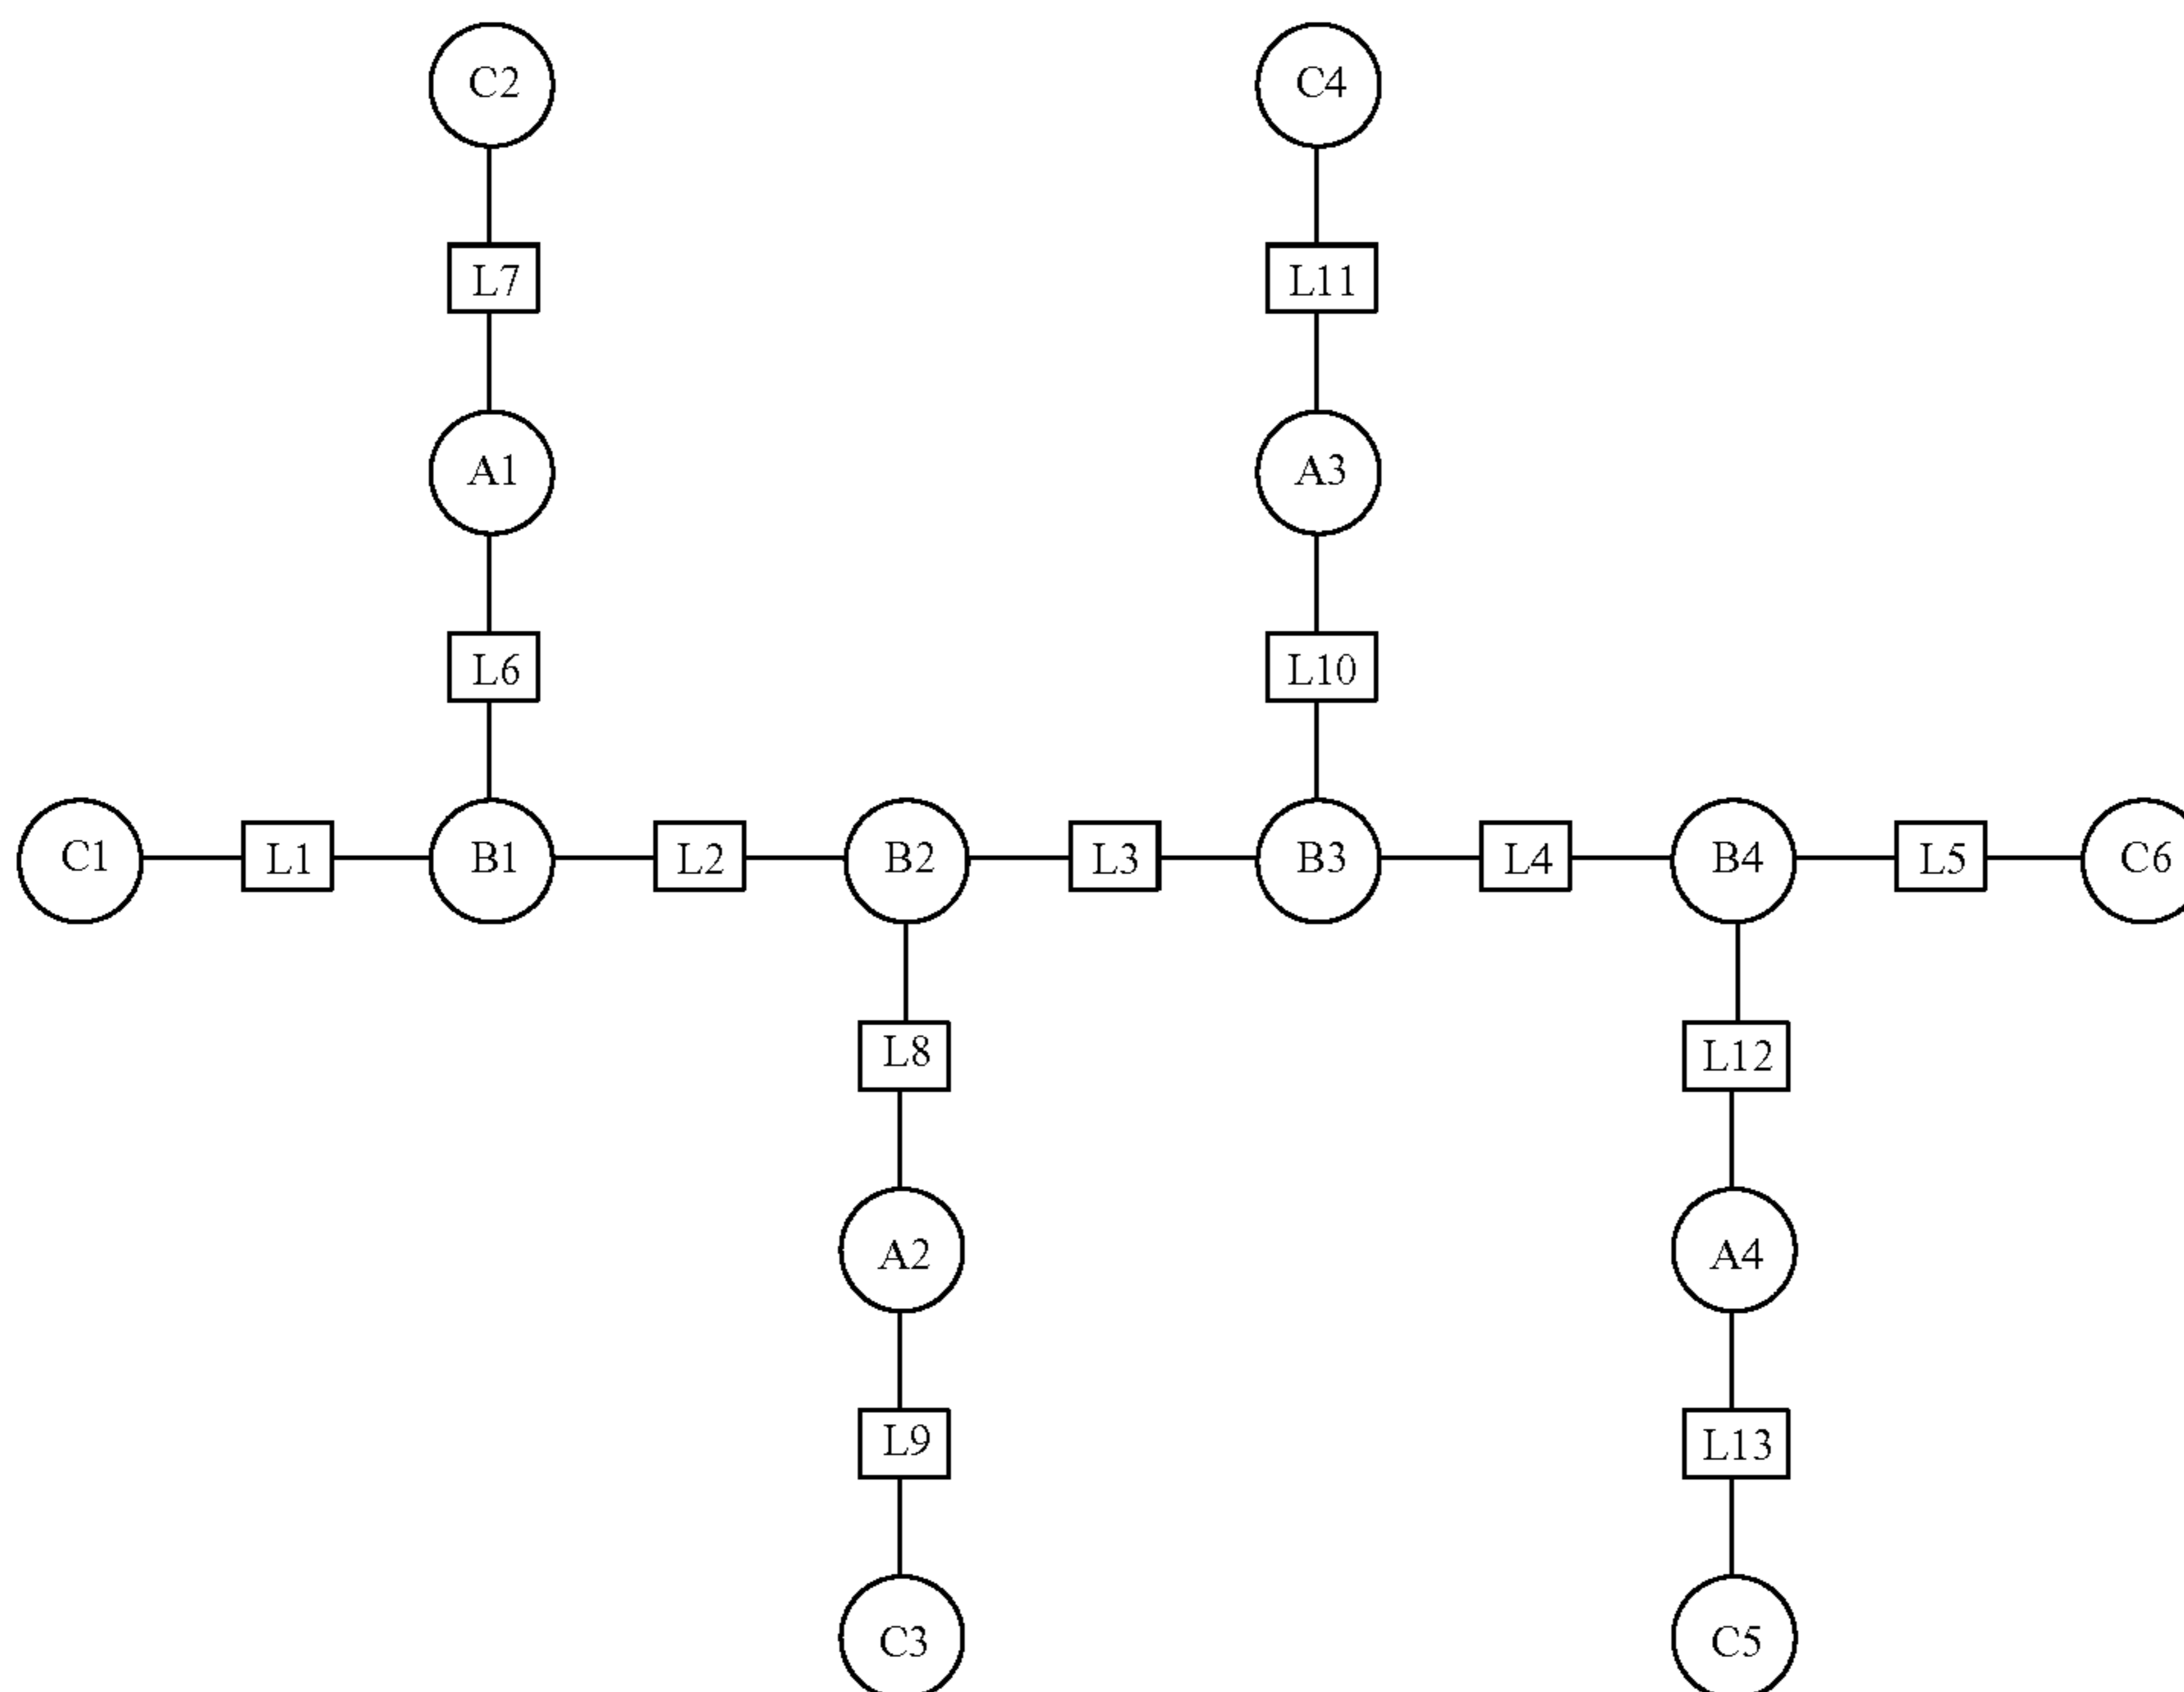 C2 C4
L7 L11
A1 A3
L6 L10
C1 L1 B1 L2 B2 L3 B3 L4 B4 L5 C6
L8 L12
A2 A4
L9 L13
C3 C5